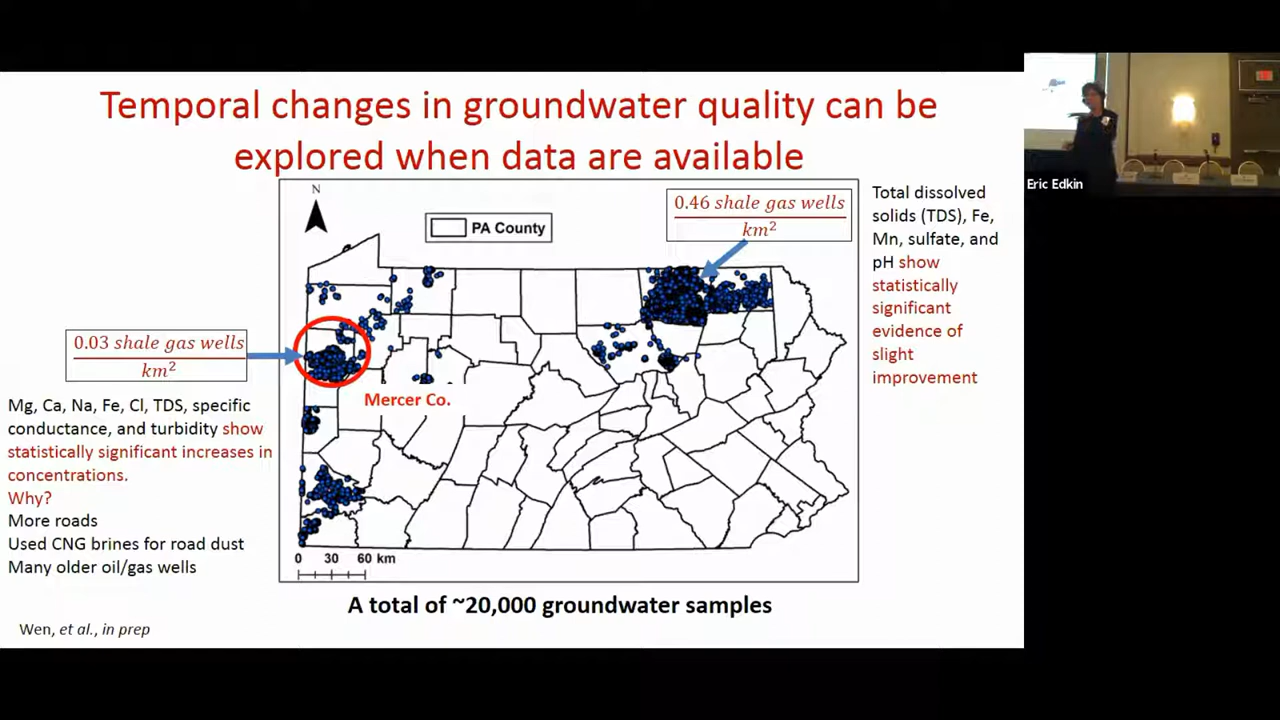 Temporal changes in groundwater quality can be
explored when data are available
N
PA County
0.46 shale gas wells
km²
Total dissolved
solids (TDS), Fe,
Mn, sulfate, and
pH show
statistically
significant
evidence of
slight
improvement
0.03 shale gas wells
km²
Mercer Co.
Mg, Ca, Na, Fe, Cl, TDS, specific
conductance, and turbidity show
statistically significant increases in
concentrations.
Why?
More roads
Used CNG brines for road dust
Many older oil/gas wells
0 30 60 km
A total of ~20,000 groundwater samples
Wen, et al., in prep
Eric Edkin